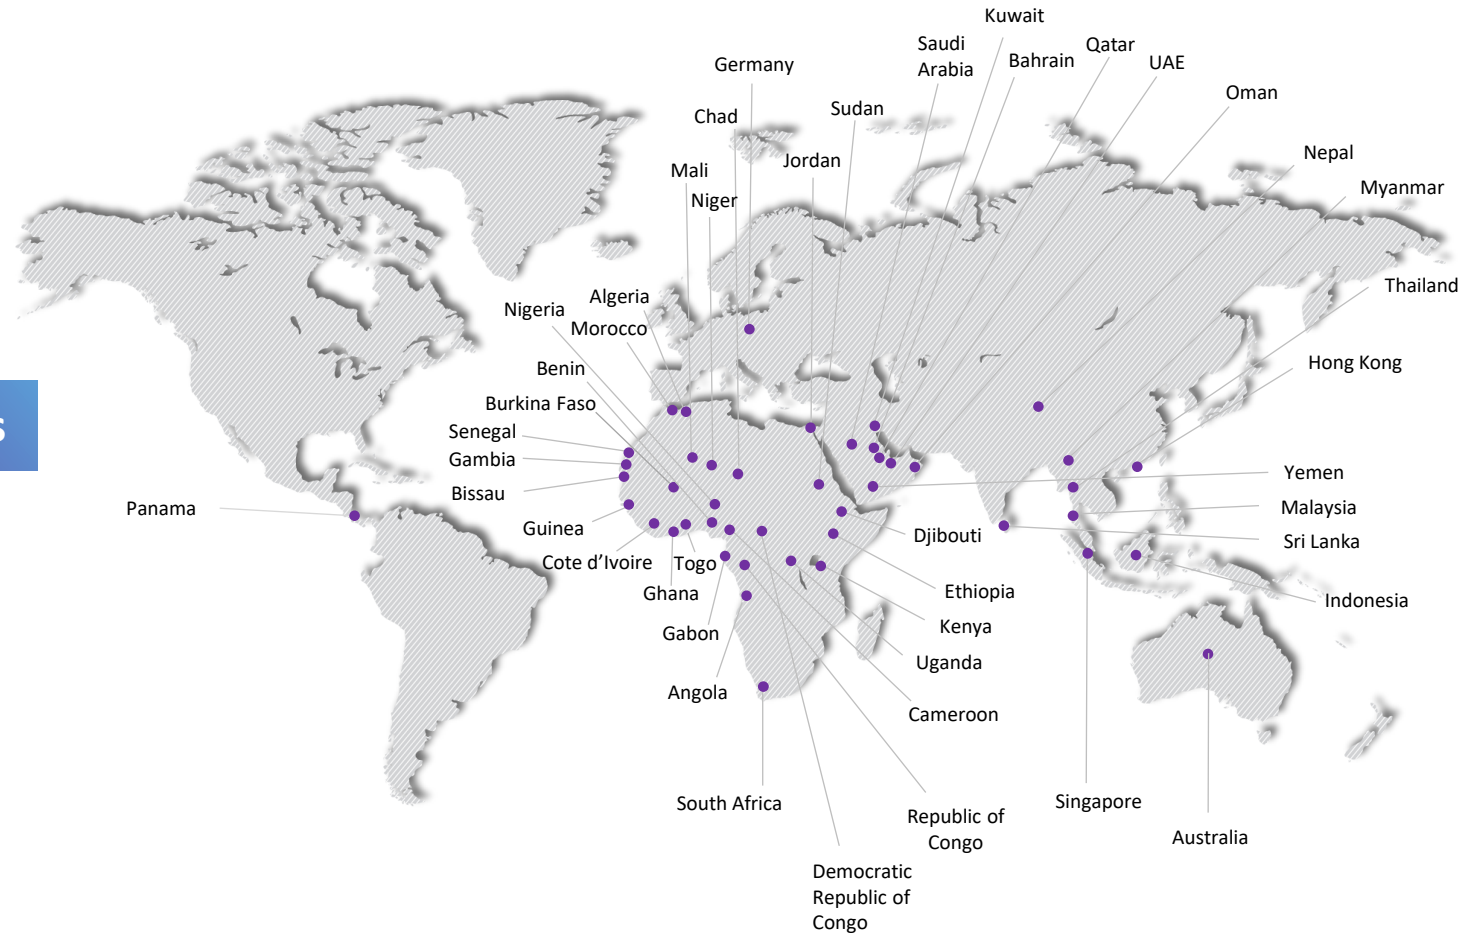 Kuwait
Saudi
Arabia
Qatar
Bahrain
UAE
Germany
Oman
Chad
Sudan
Jordan
Nepal
Mali
Myanmar
Niger
Thailand
Algeria
Nigeria
Morocco
Hong Kong
Benin
Burkina Faso
S
Senegal
Gambia
Yemen
Bissau
Panama
Malaysia
Guinea
Djibouti
Sri Lanka
Cote d’Ivoire
Togo
Ghana
Ethiopia
Indonesia
Gabon
Kenya
Uganda
Angola
Cameroon
South Africa
Singapore
Republic of
Congo
Australia
Democratic
Republic of
Congo